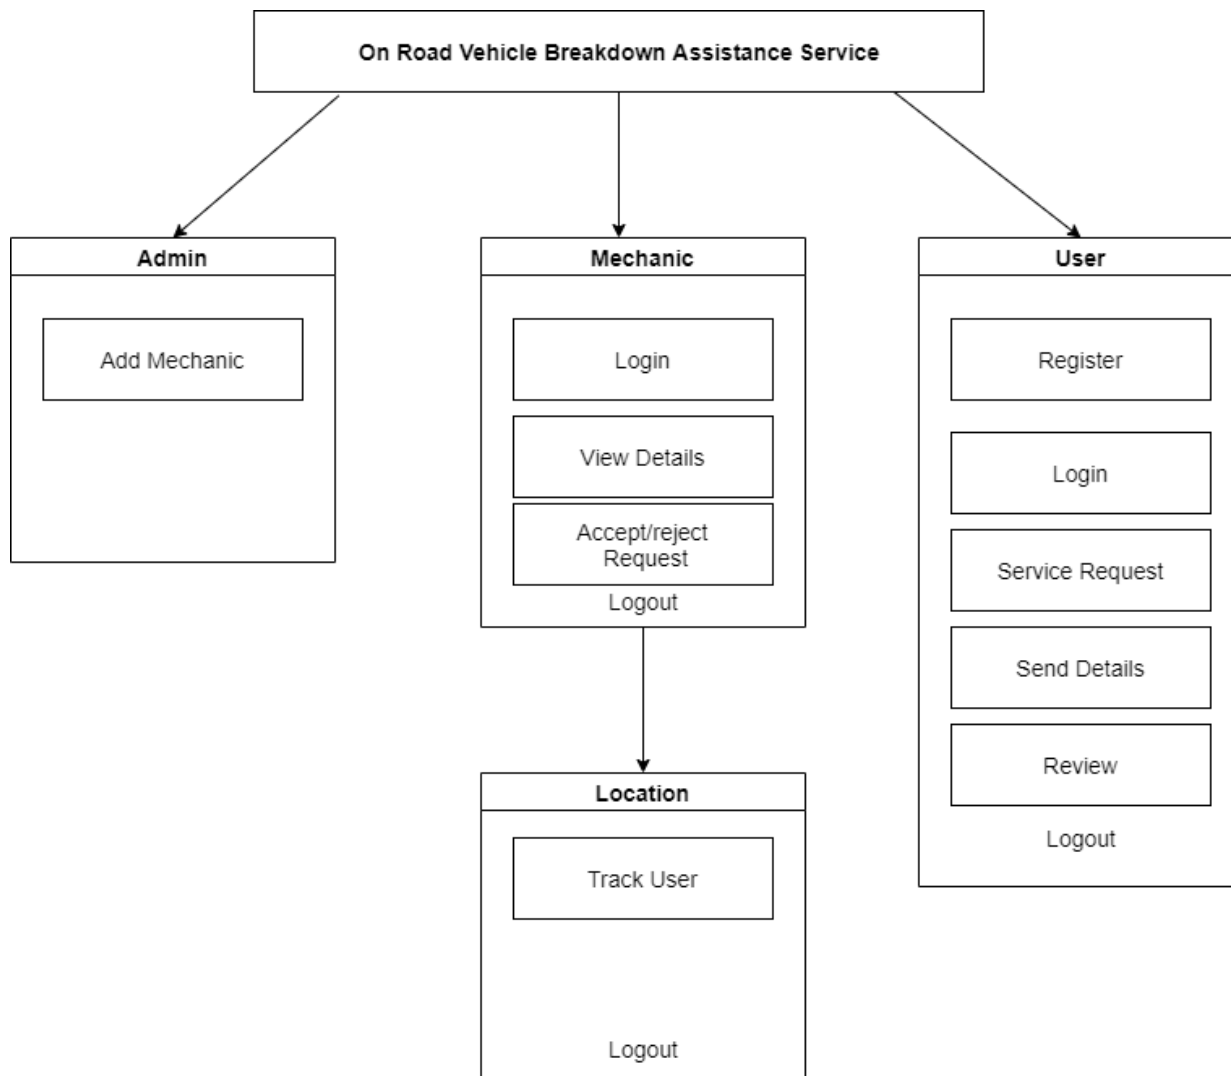 On Road Vehicle Breakdown Assistance Service
Admin
Add Mechanic
Mechanic
Login
View Details
Accept/reject
Request
Logout
User
Register
Login
Service Request
Send Details
Review
Logout
Location
Track User
Logout